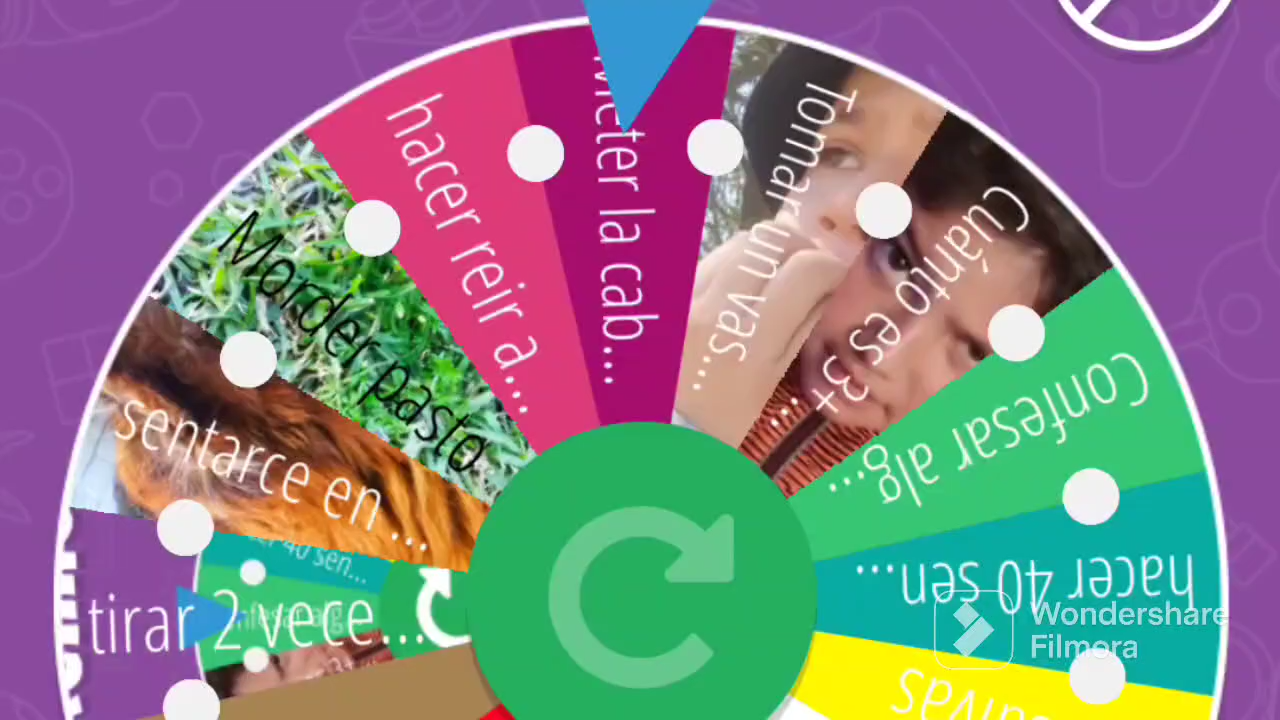 hacer reir a...
Meter la cab...
Tomar un vas...
Cuánto es 3+...
Morder pasto
Confesar alg...
sentarce en ...
hacer 40 sen...
tirar 2 vece...
Wondershare
Filmora